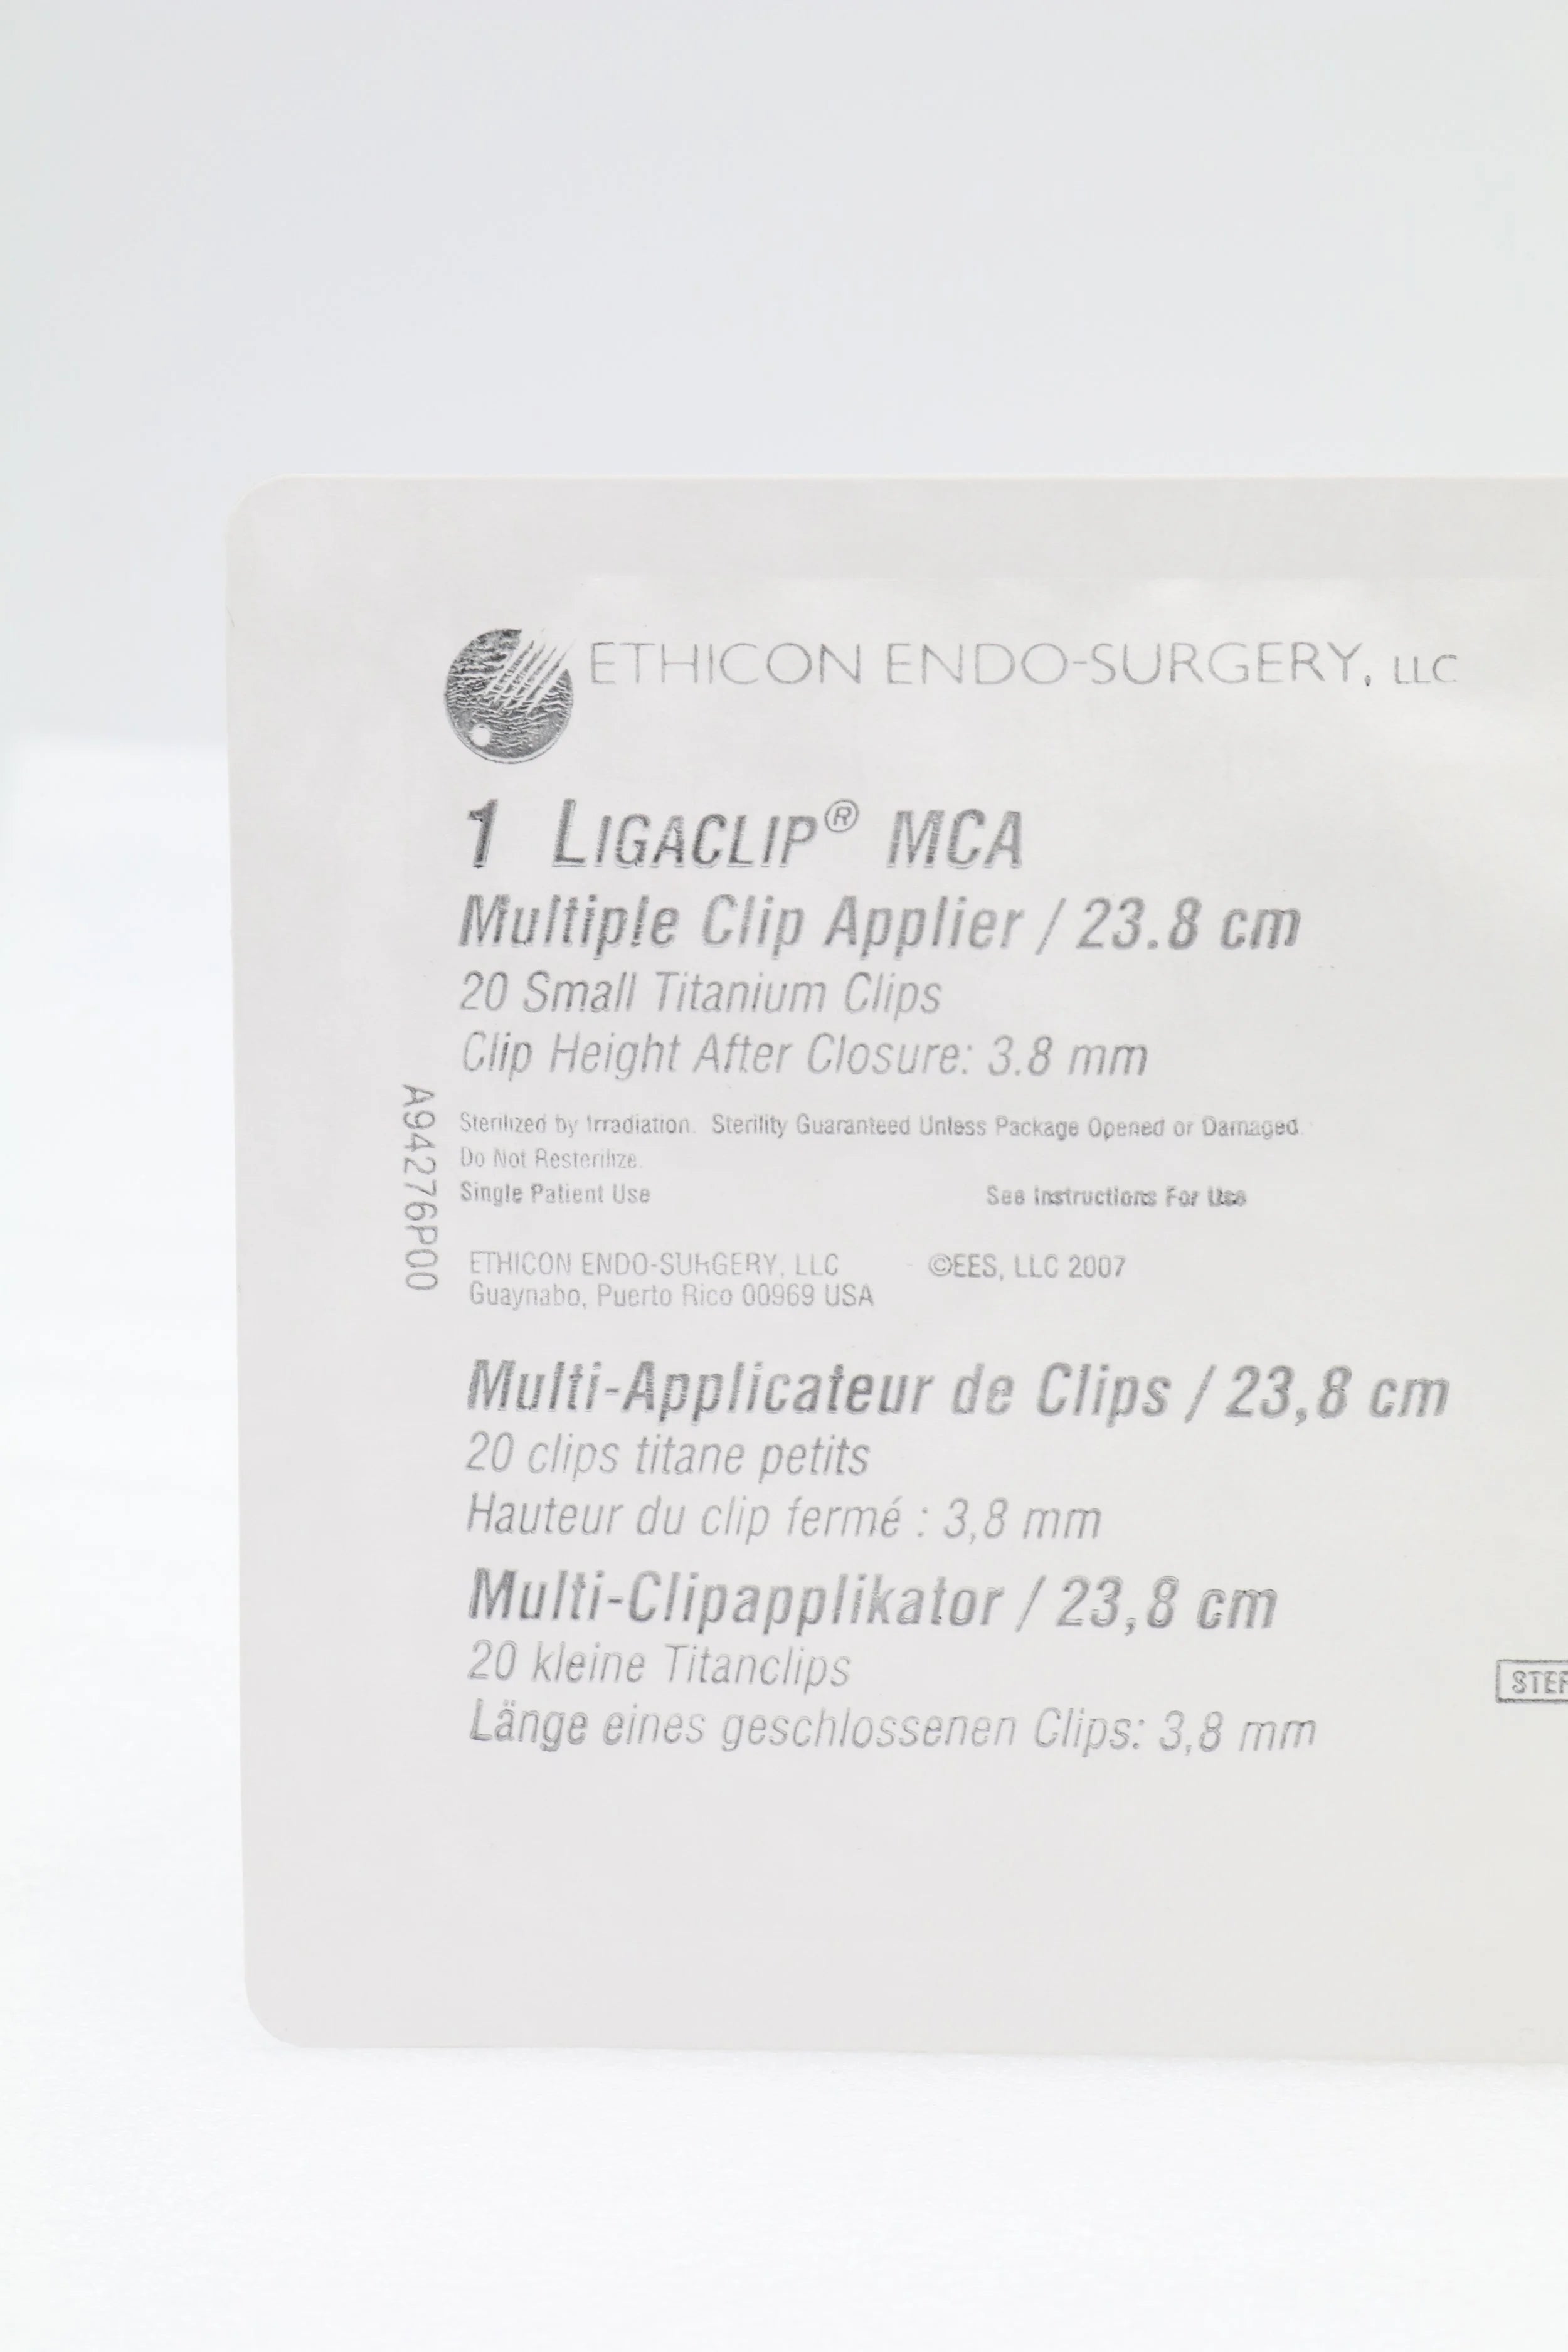 ETHICON ENDO-SURGERY, LLC
1 LIGACLIP® MCA
Multiple Clip Applier / 23.8 cm
20 Small Titanium Clips
Clip Height After Closure: 3.8 mm
A94276P00
Sterilized by Irradiation. Sterility Guaranteed Unless Package Opened or Damaged.
Do Not Resterilize.
Single Patient Use See Instructions For Use
ETHICON ENDO-SURGERY, LLC ©EES, LLC 2007
Guaynabo, Puerto Rico 00969 USA
Multi-Applicateur de Clips / 23,8 cm
20 clips titane petits
Hauteur du clip fermé : 3,8 mm
Multi-Clipapplikator / 23,8 cm
20 kleine Titanclips
Länge eines geschlossenen Clips: 3,8 mm